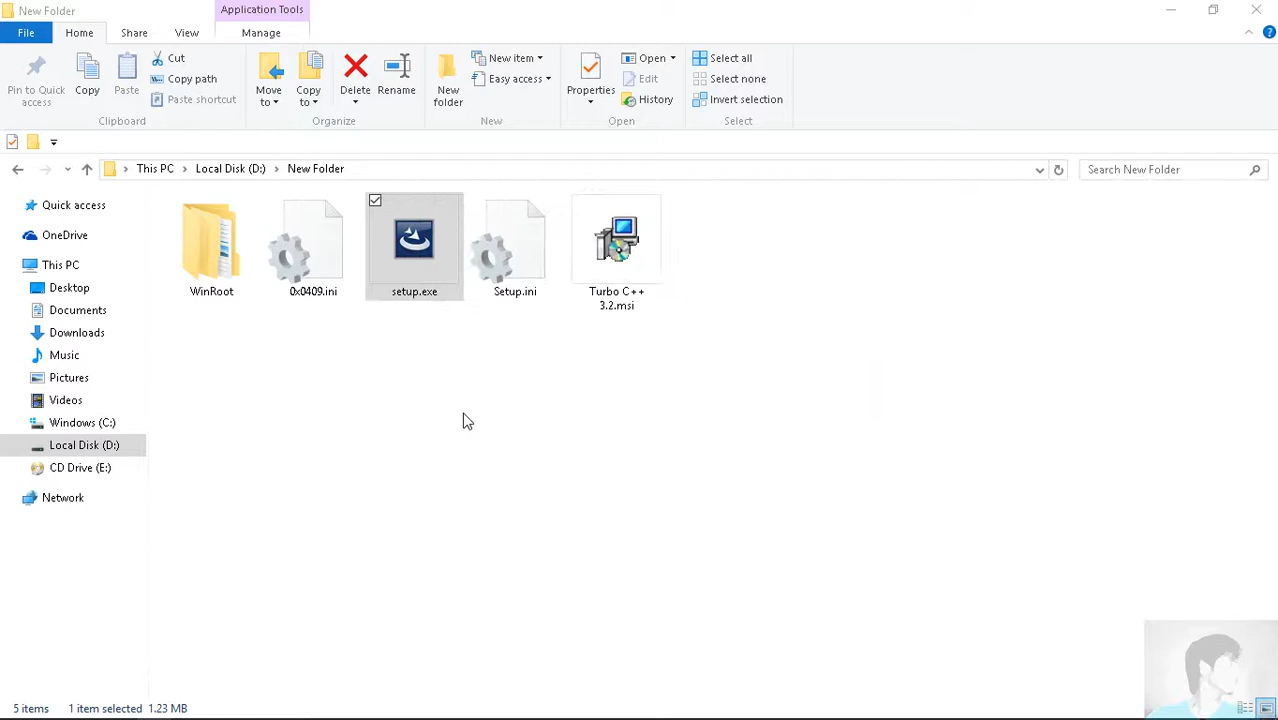 New Folder
Application Tools
File Home Share View Manage
Pin to Quick access
Copy
Paste
Cut
Copy path
Paste shortcut
Clipboard
Move to
Copy to
Delete
Rename
Organize
New folder
New item
Easy access
New
Properties
Open
Edit
History
Open
Select all
Select none
Invert selection
Select
This PC Local Disk (D:) New Folder
Search New Folder
Quick access
OneDrive
This PC
Desktop
Documents
Downloads
Music
Pictures
Videos
Windows (C:)
Local Disk (D:)
CD Drive (E:)
Network
WinRoot
0x0409.ini
setup.exe
Setup.ini
Turbo C++
3.2.msi
5 items 1 item selected 1.23 MB